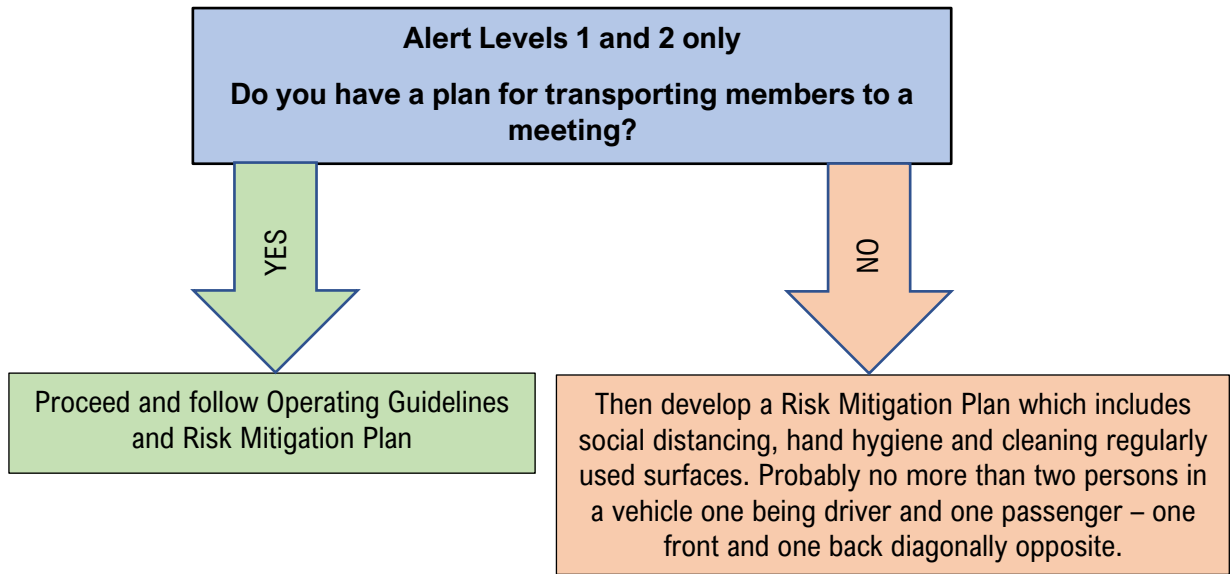 Alert Levels 1 and 2 only
Do you have a plan for transporting members to a
meeting?
YES
NO
Proceed and follow Operating Guidelines
and Risk Mitigation Plan
Then develop a Risk Mitigation Plan which includes
social distancing, hand hygiene and cleaning regularly
used surfaces. Probably no more than two persons in
a vehicle one being driver and one passenger – one
front and one back diagonally opposite.